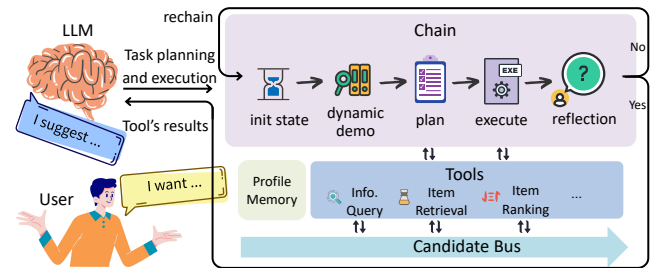 LLM
rechain
Chain
No
Task planning
and execution
EXE
?
Yes
init state
dynamic
demo
plan
execute
reflection
I suggest ...
Tool's results
User
I want ...
Profile
Memory
Tools
Info.
Query
Item
Retrieval
Item
Ranking
...
Candidate Bus